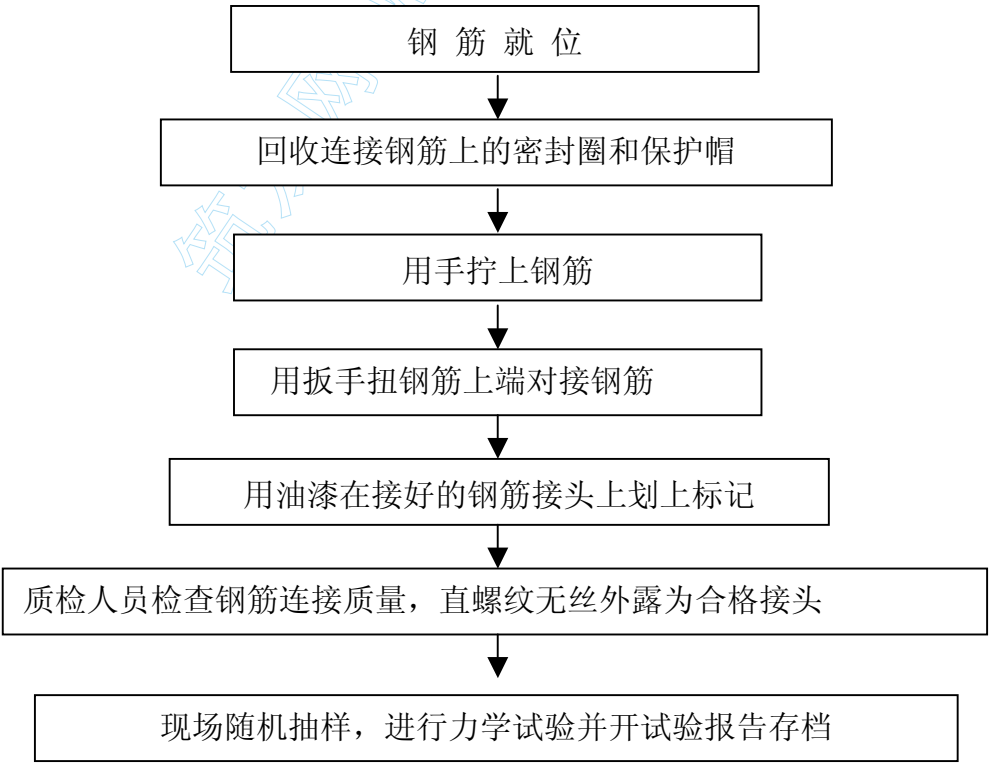 钢 筋 就 位
回收连接钢筋上的密封圈和保护帽
用手拧上钢筋
用扳手扭钢筋上端对接钢筋
用油漆在接好的钢筋接头上划上标记
质检人员检查钢筋连接质量，直螺纹无丝外露为合格接头
现场随机抽样，进行力学试验并开试验报告存档